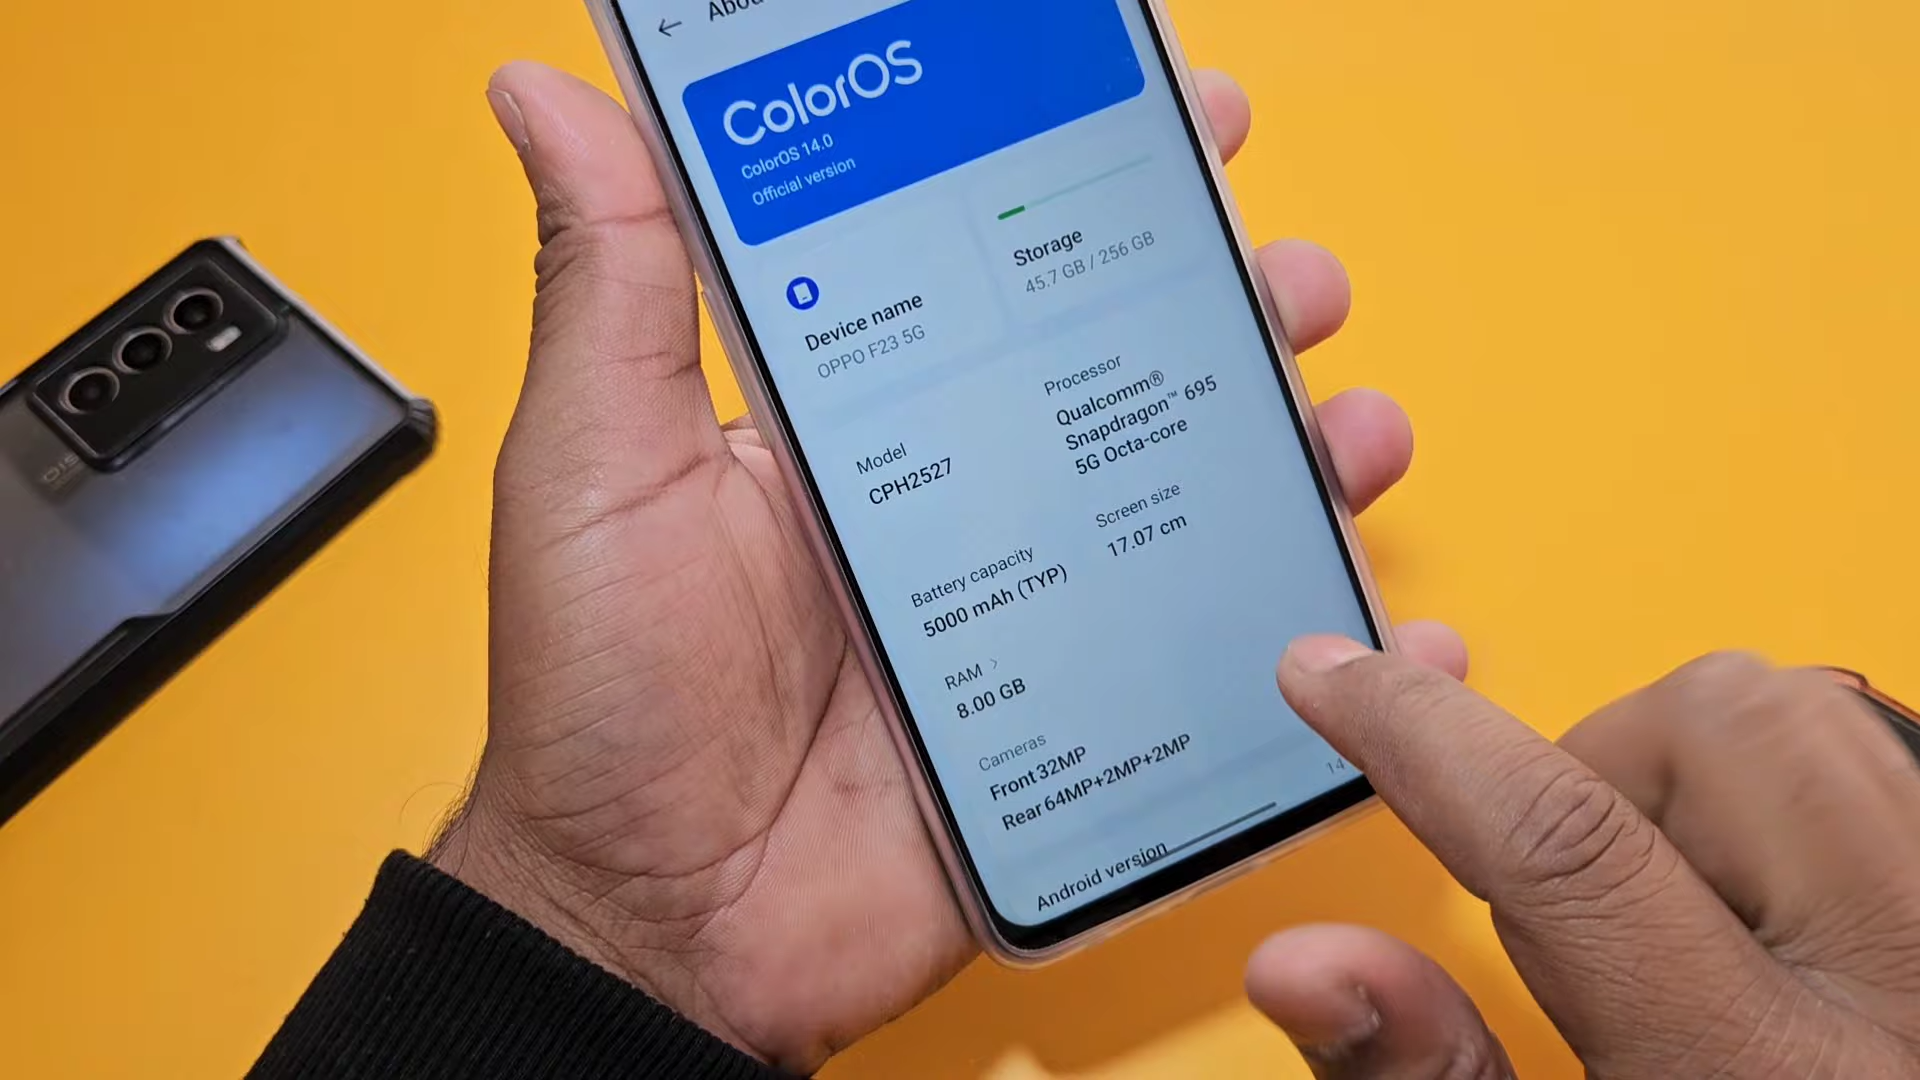 ColorOS
ColorOS 14.0
Official version
Storage
45.7 GB / 256 GB
Device name
OPPO F23 5G
Processor
Qualcomm®
Snapdragon™ 695
5G Octa-core
Model
CPH2527
Screen size
17.07 cm
Battery capacity
5000 mAh (TYP)
RAM >
8.00 GB
Cameras
Front 32MP
Rear 64MP+2MP+2MP
Android version
14